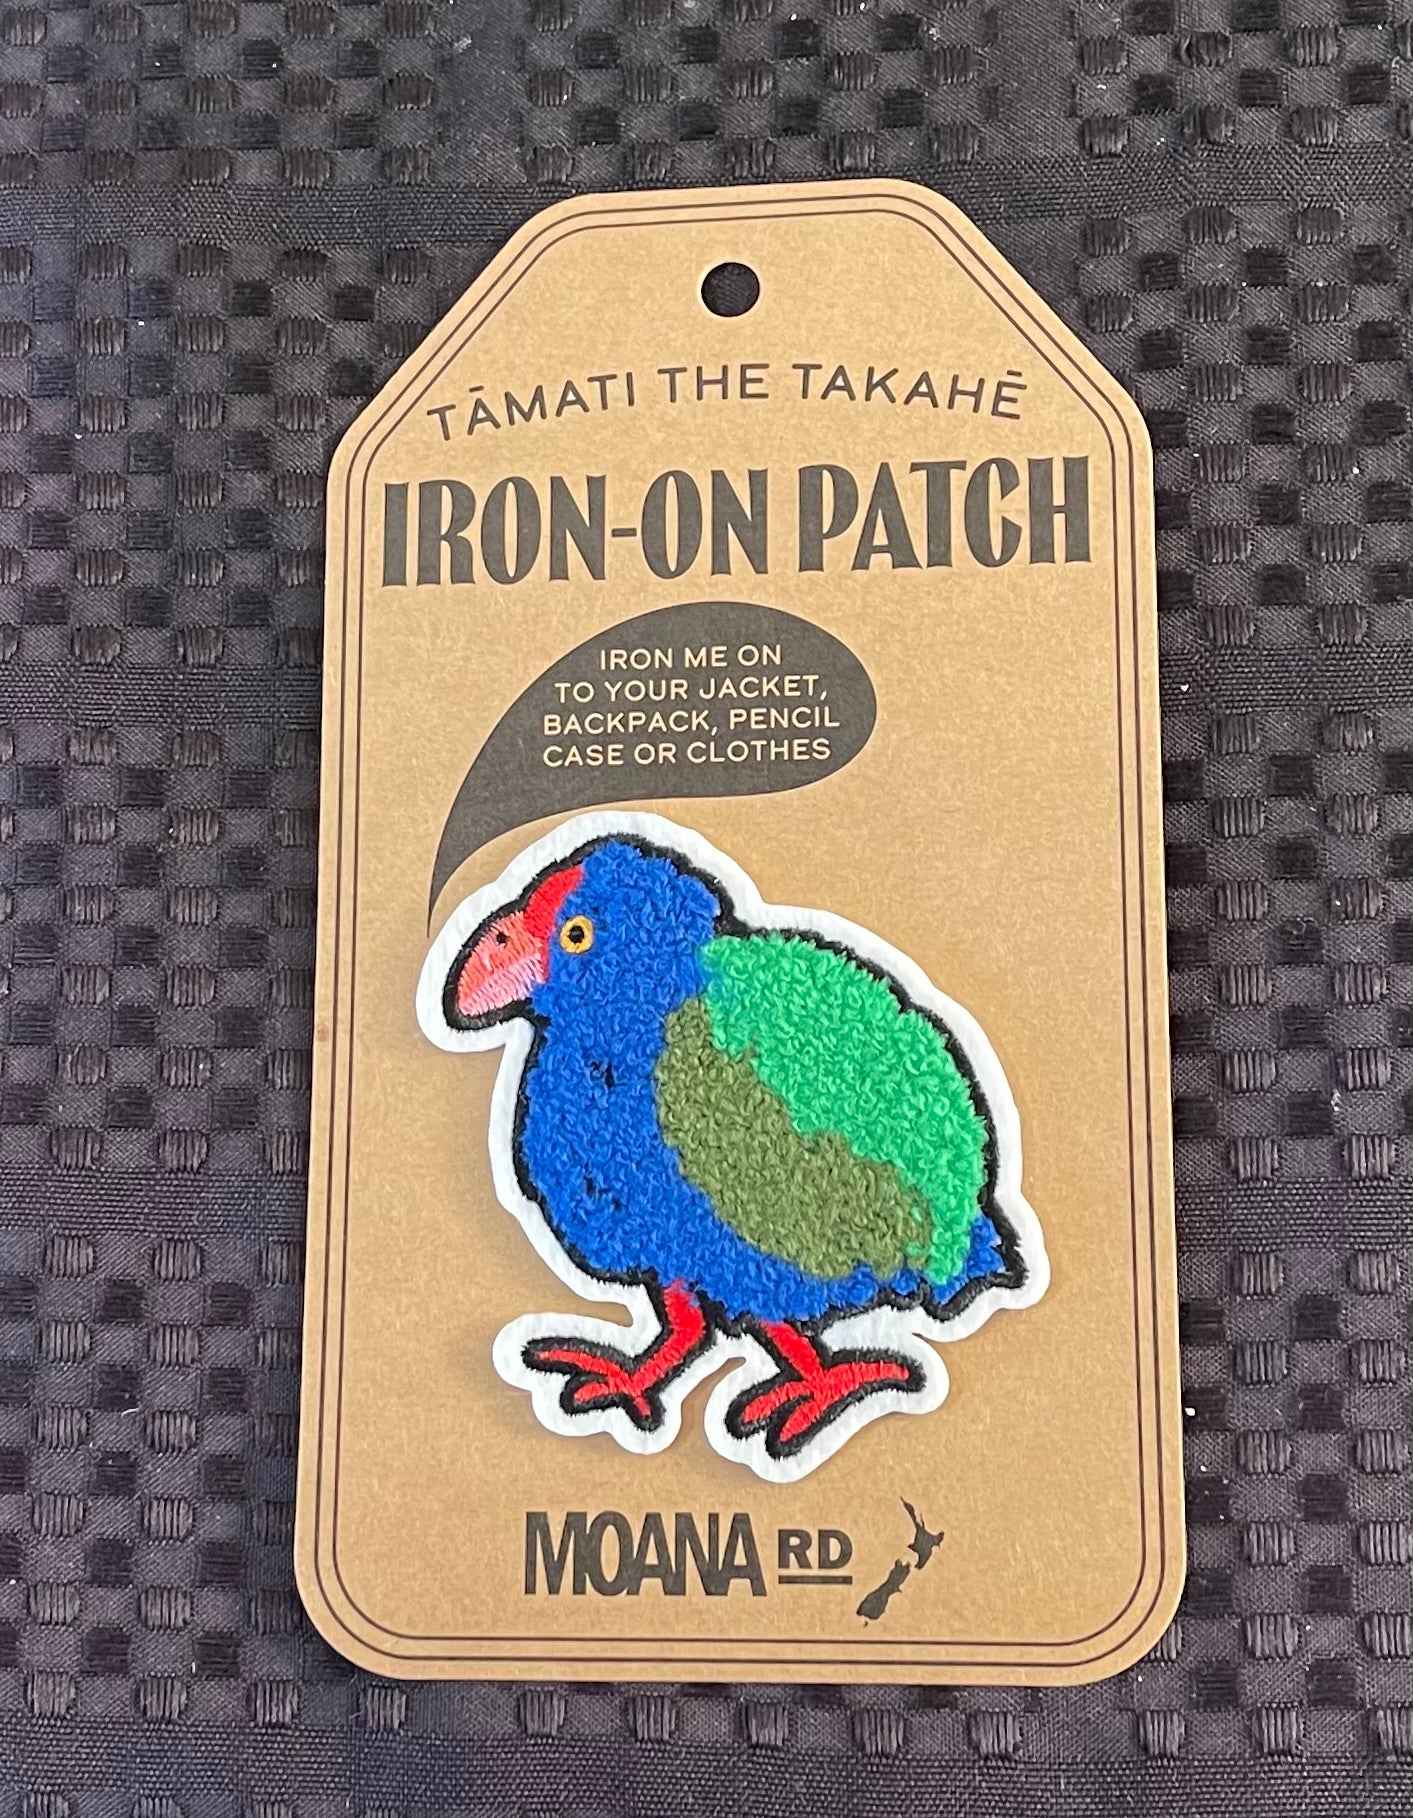 TĀMATI THE TAKAHĒ
IRON-ON PATCH
IRON ME ON
TO YOUR JACKET,
BACKPACK, PENCIL
CASE OR CLOTHES
MOANA RD